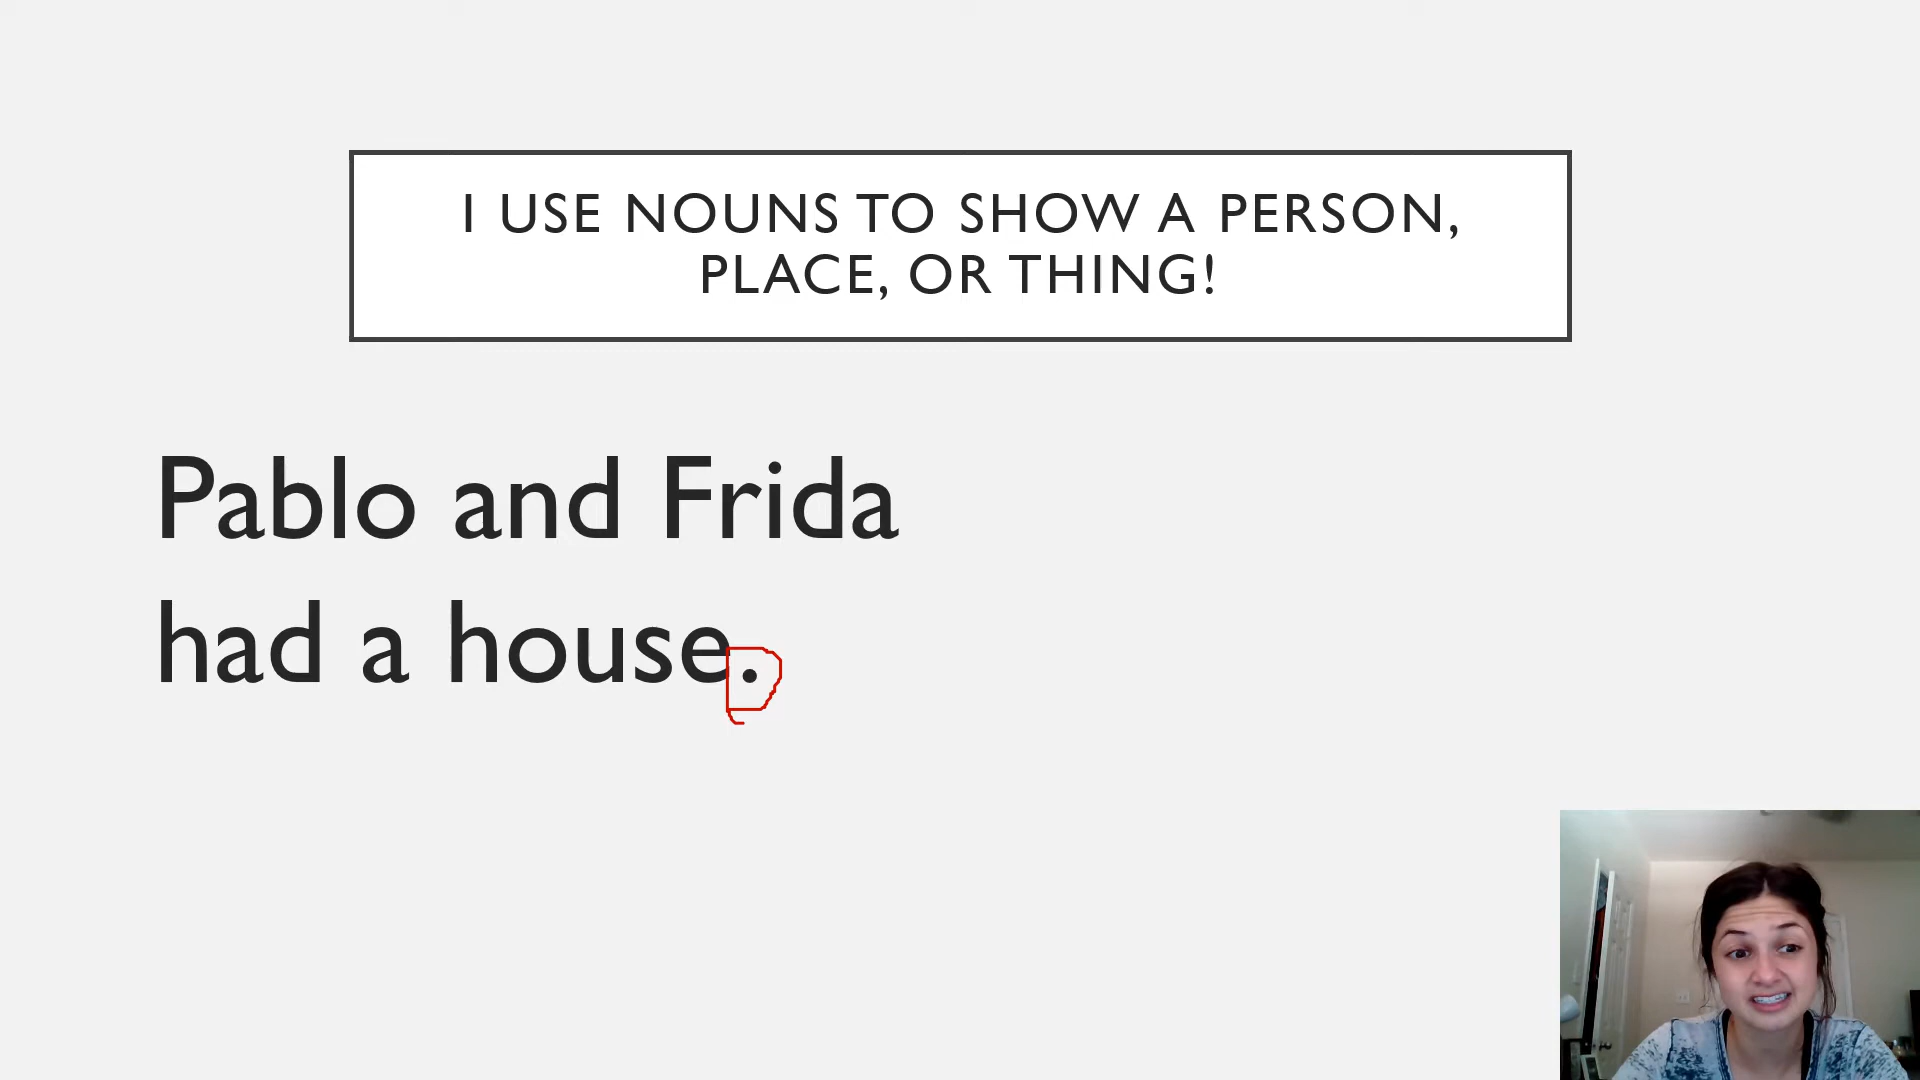 I USE NOUNS TO SHOW A PERSON,
PLACE, OR THING!
Pablo and Frida
had a house.